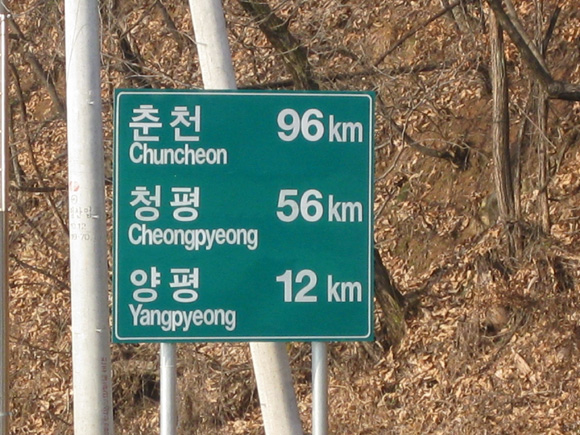 춘천 96 km
Chuncheon
청평 56 km
Cheongpyeong
양평 12 km
Yangpyeong